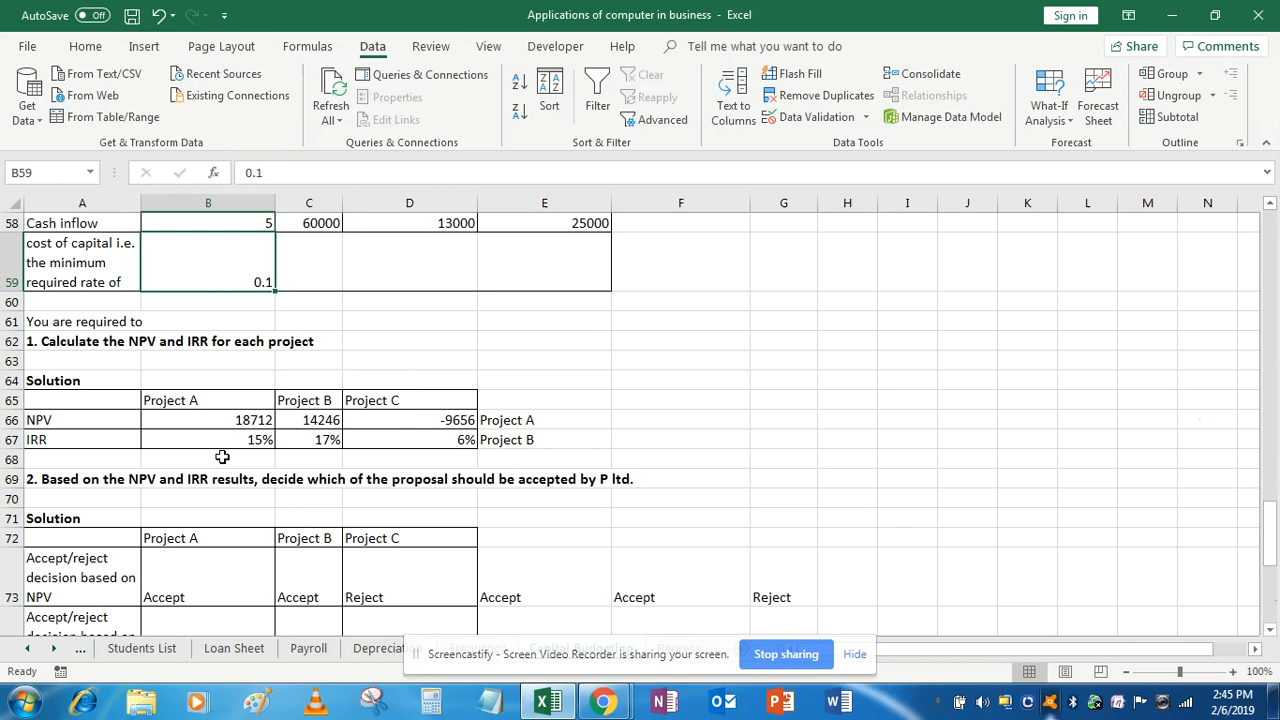 AutoSave Off
Applications of computer in business - Excel
Sign in
File Home Insert Page Layout Formulas Data Review View Developer Help Tell me what you want to do Share Comments
Get Data
From Text/CSV
From Web
From Table/Range
Recent Sources
Existing Connections
Get & Transform Data
Refresh All
Queries & Connections
Properties
Edit Links
Queries & Connections
Sort
Filter
Clear
Reapply
Advanced
Sort & Filter
Text to Columns
Flash Fill
Remove Duplicates
Data Validation
Consolidate
Relationships
Manage Data Model
Data Tools
What-If Analysis
Forecast Sheet
Forecast
Group
Ungroup
Subtotal
Outline
B59 fx 0.1
A B C D E F G H I J K L M N
58 Cash inflow 5 60000 13000 25000
cost of capital i.e.
the minimum
59 required rate of 0.1
60
61 You are required to
62 1. Calculate the NPV and IRR for each project
63
64 Solution
65 Project A Project B Project C
66 NPV 18712 14246 -9656 Project A
67 IRR 15% 17% 6% Project B
68
69 2. Based on the NPV and IRR results, decide which of the proposal should be accepted by P ltd.
70
71 Solution
72 Project A Project B Project C
Accept/reject
decision based on
73 NPV Accept Accept Reject Accept Accept Reject
Accept/reject
decision based on
... Students List Loan Sheet Payroll Depreciat
Screencastify - Screen Video Recorder is sharing your screen. Stop sharing Hide
Ready
100%
2:45 PM
2/6/2019